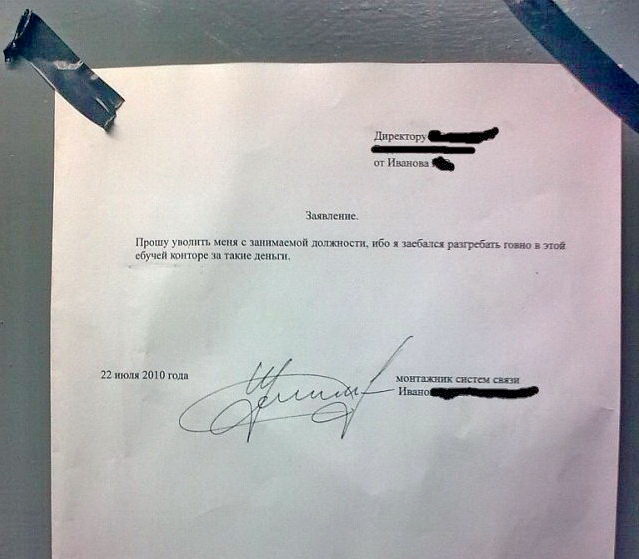 Директору
от Иванова
Заявление.
Прошу уволить меня с занимаемой должности, ибо я заебался разгребать говно в этой
ебучей конторе за такие деньги.
22 июля 2010 года
монтажник систем связи
Ивано